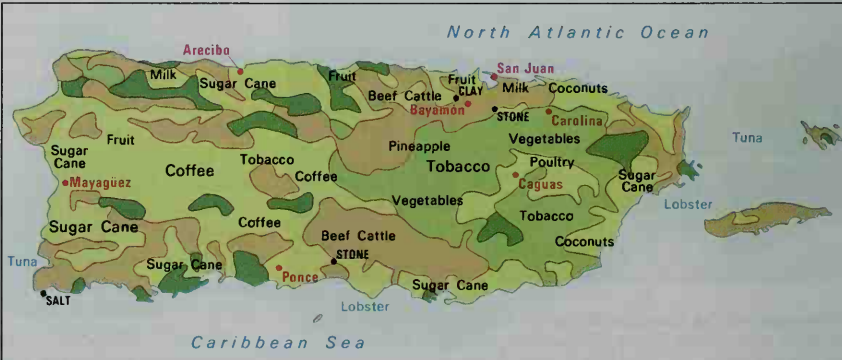 North Atlantic Ocean
Arecibo
San Juan
Milk
Sugar Cane
Fruit
Fruit
CLAY
Milk
Coconuts
Beef Cattle
Bayamón
STONE
Carolina
Fruit
Pineapple
Vegetables
Tuna
Sugar
Cane
Tobacco
Tobacco
Poultry
Coffee
Coffee
Mayagüez
Caguas
Sugar
Cane
Vegetables
Lobster
Sugar Cane
Coffee
Tobacco
Beef Cattle
Coconuts
Tuna
Sugar Cane
STONE
Ponce
Sugar Cane
SALT
Lobster
Caribbean Sea